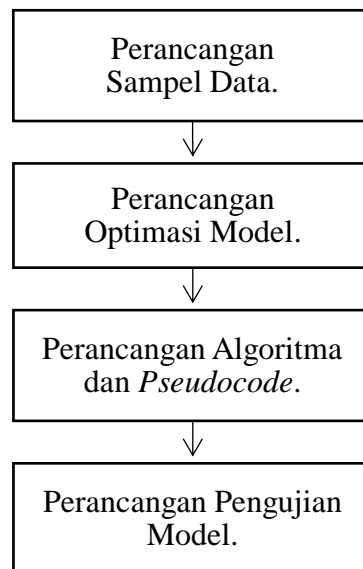 Perancangan
Sampel Data.
Perancangan
Optimasi Model.
Perancangan Algoritma
dan Pseudocode.
Perancangan Pengujian
Model.